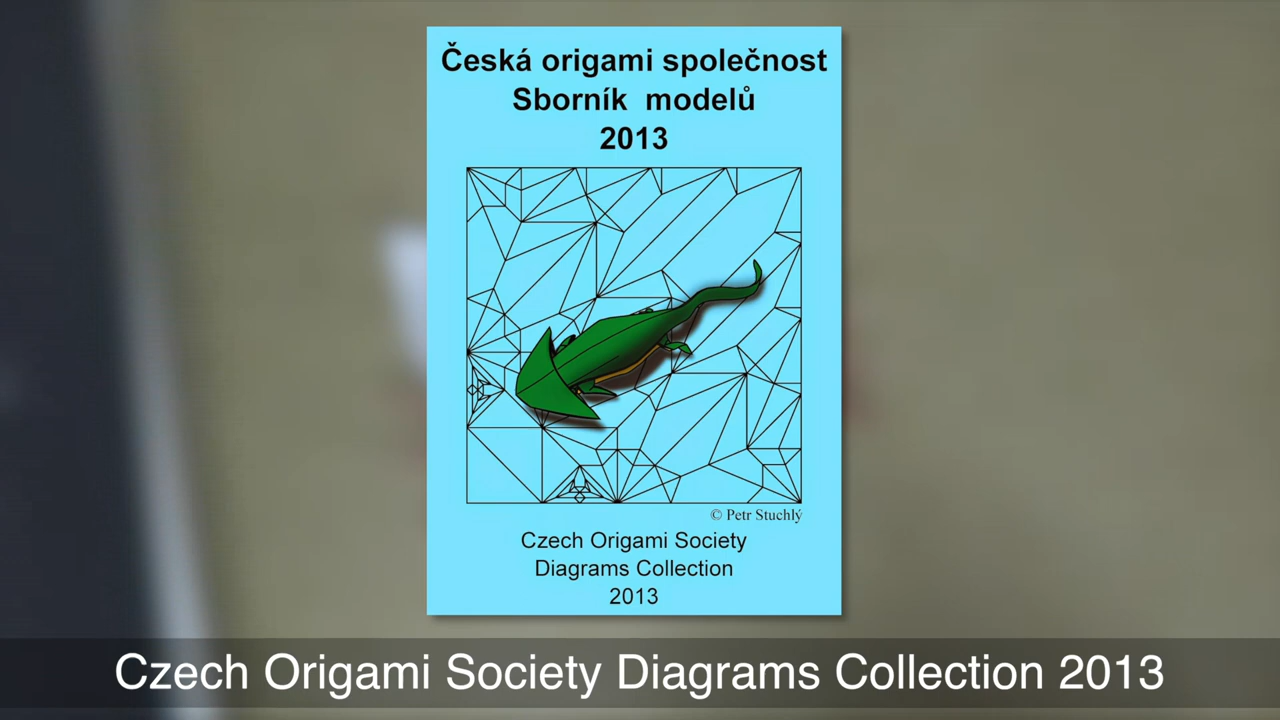 Česká origami společnost
Sborník modelů
2013
© Petr Stuchlý
Czech Origami Society
Diagrams Collection
2013
Czech Origami Society Diagrams Collection 2013